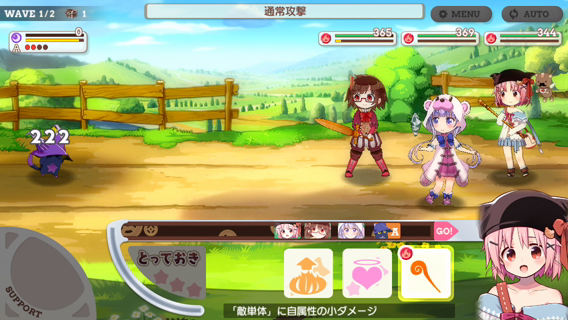 WAVE 1/2 1
通常攻撃
MENU
AUTO
0
A
365
369
344
222
A GO!
とっておき
SUPPORT
「敵単体」に自属性の小ダメージ